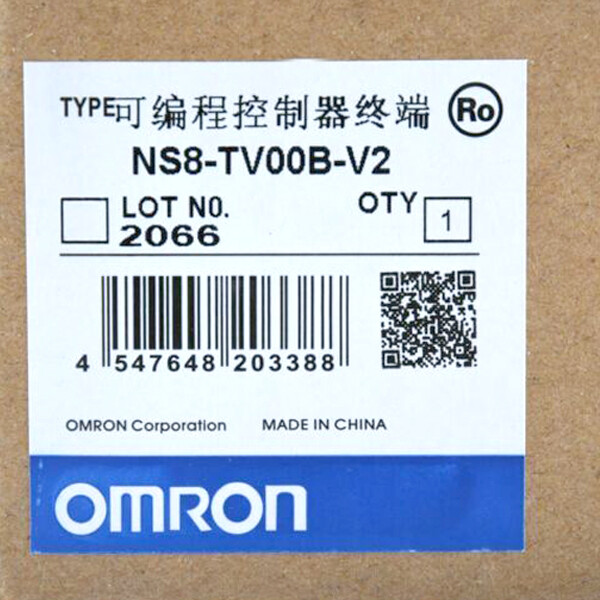 TYPE可编程控制器终端 Ro
NS8-TV00B-V2
LOT NO. OTY 1
2066
4 547648 203388
OMRON Corporation MADE IN CHINA
OMRON